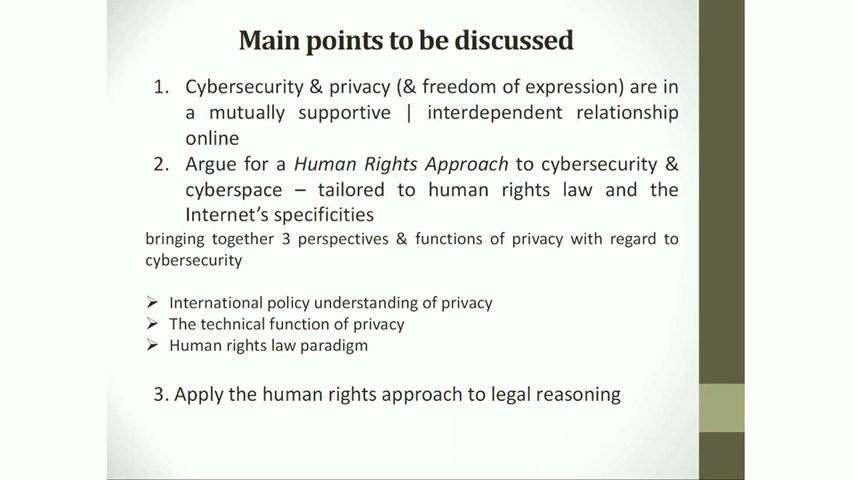 Main points to be discussed
1. Cybersecurity & privacy (& freedom of expression) are in
a mutually supportive | interdependent relationship
online
2. Argue for a Human Rights Approach to cybersecurity &
cyberspace – tailored to human rights law and the
Internet's specificities
bringing together 3 perspectives & functions of privacy with regard to
cybersecurity
➢ International policy understanding of privacy
➢ The technical function of privacy
➢ Human rights law paradigm
3. Apply the human rights approach to legal reasoning